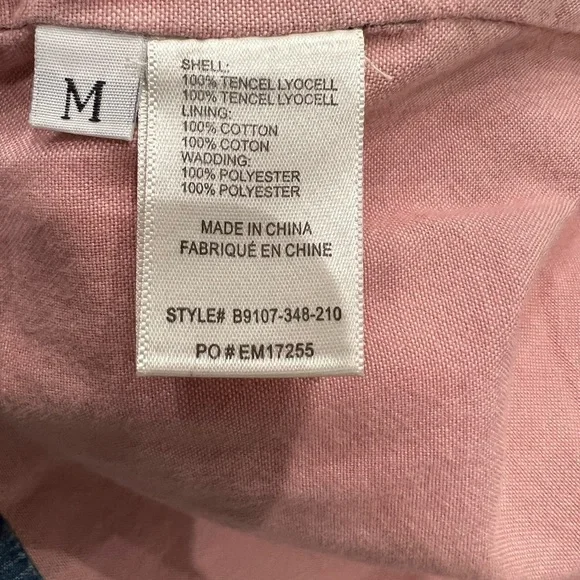 M
SHELL:
100% TENCEL LYOCELL
100% TENCEL LYOCELL
LINING:
100% COTTON
100% COTON
WADDING:
100% POLYESTER
100% POLYESTER
MADE IN CHINA
FABRIQUÉ EN CHINE
STYLE# B9107-348-210
PO # EM17255